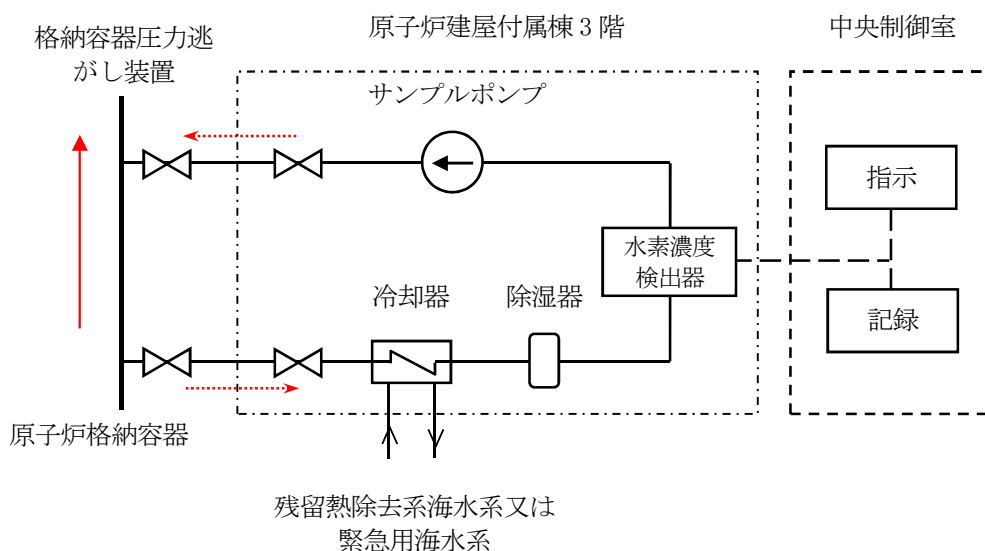 原子炉建屋付属棟3階
中央制御室
格納容器圧力逃
がし装置
サンプルポンプ
指示
水素濃度
検出器
冷却器
除湿器
記録
原子炉格納容器
残留熱除去系海水系又は
緊急用海水系